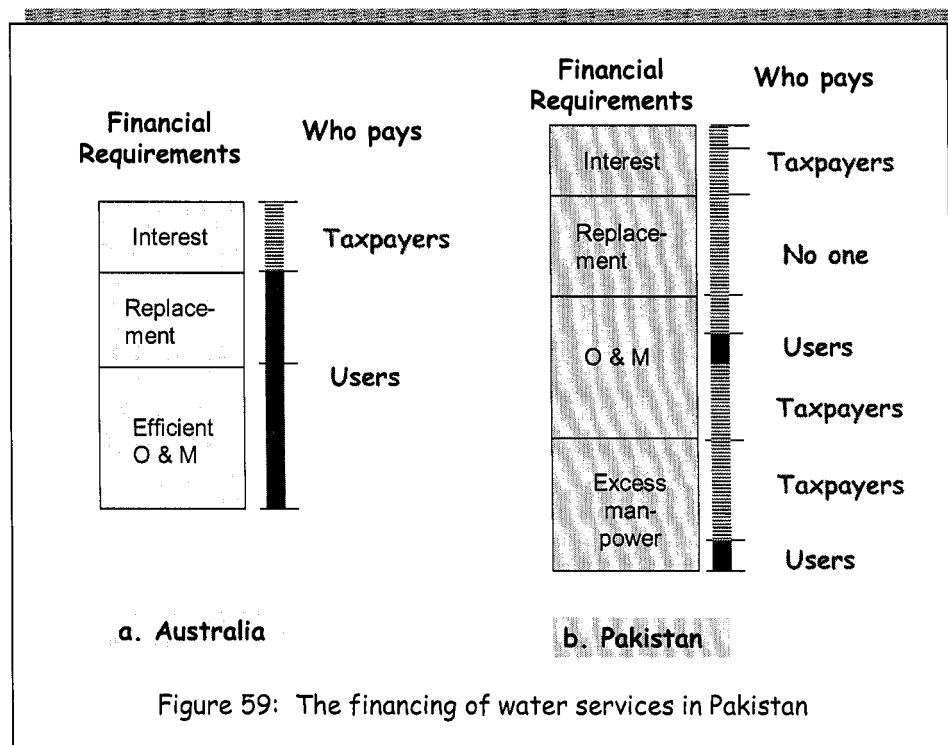 Financial
Requirements
Who pays
Interest
Taxpayers
Replace-
ment
Users
Efficient
O & M
a. Australia
Financial
Requirements
Who pays
Interest
Taxpayers
Replace-
ment
No one
O & M
Users
Taxpayers
Excess
man-
power
Taxpayers
Users
b. Pakistan
Figure 59: The financing of water services in Pakistan